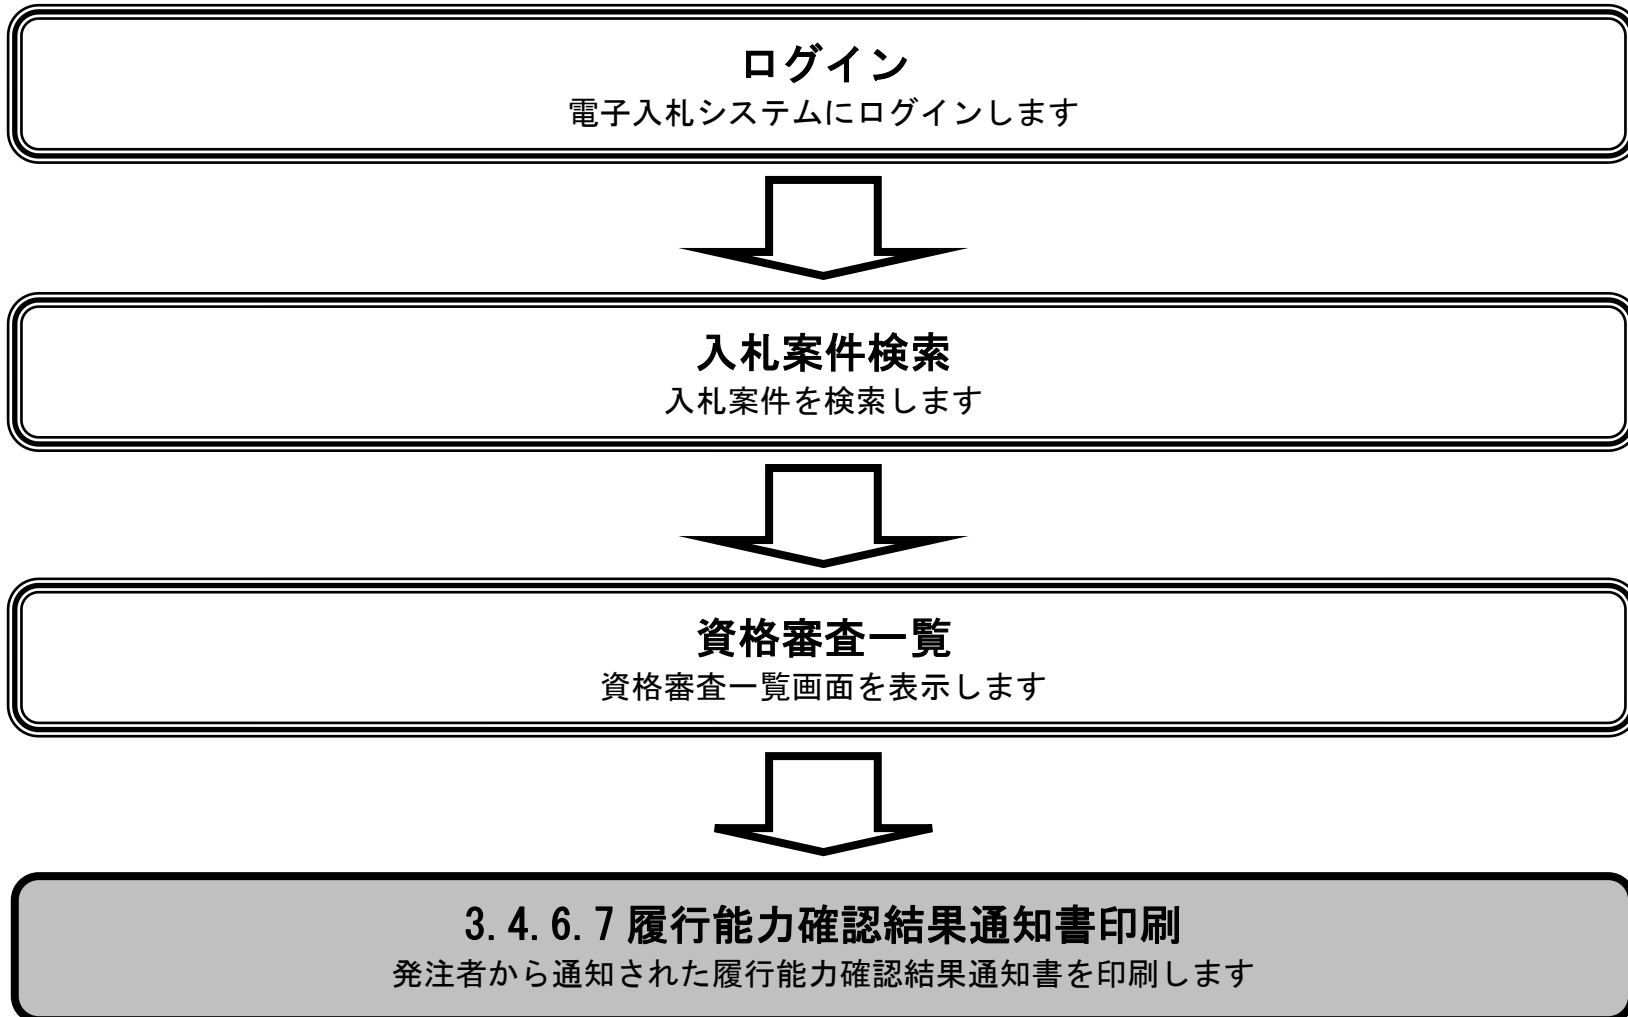 ログイン
電子入札システムにログインします
入札案件検索
入札案件を検索します
資格審査一覧
資格審査一覧画面を表示します
3.4.6.7 履行能力確認結果通知書印刷
発注者から通知された履行能力確認結果通知書を印刷します